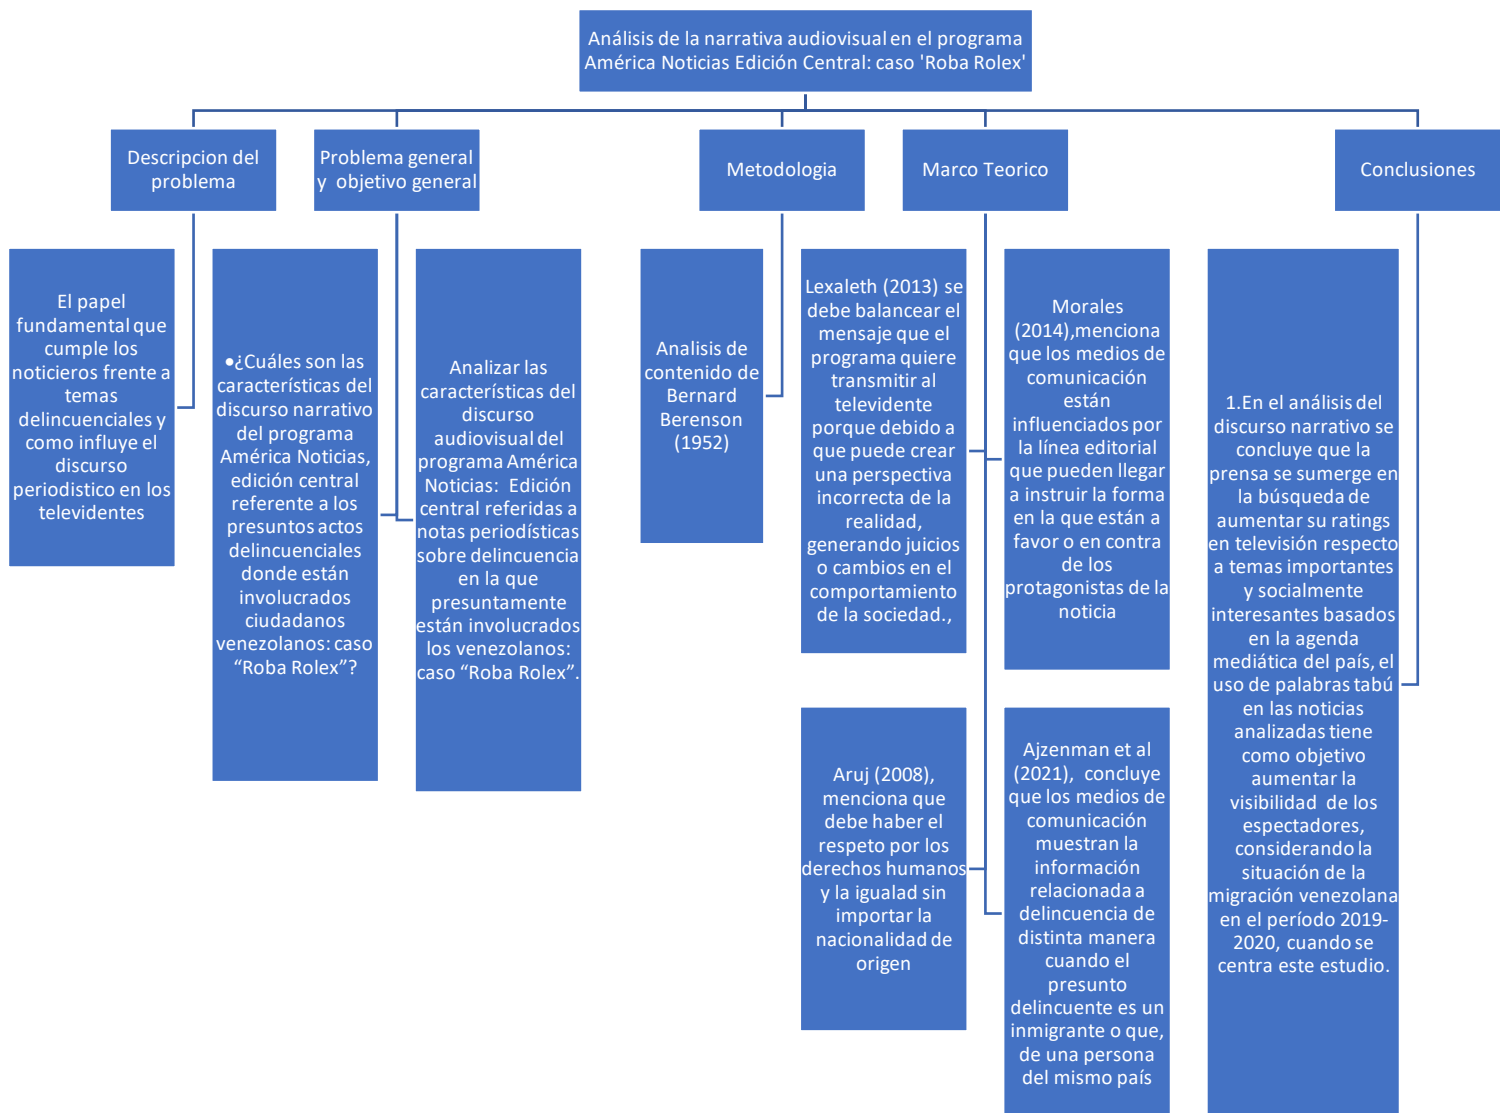 Análisis de la narrativa audiovisual en el programa
América Noticias Edición Central: caso 'Roba Rolex'
Descripcion del
problema
Problema general
y objetivo general
Metodologia
Marco Teorico
Conclusiones
El papel
fundamental que
cumple los
noticieros frente a
temas
delincuenciales y
como influye el
discurso
periodistico en los
televidentes
•¿Cuáles son las
características del
discurso narrativo
del programa
América Noticias,
edición central
referente a los
presuntos actos
delincuenciales
donde están
involucrados
ciudadanos
venezolanos: caso
“Roba Rolex”?
Analizar las
características del
discurso
audiovisual del
programa América
Noticias: Edición
central referidas a
notas periodísticas
sobre delincuencia
en la que
presuntamente
están involucrados
los venezolanos:
caso “Roba Rolex”.
Analisis de
contenido de
Bernard
Berenson
(1952)
Lexaleth (2013) se
debe balancear el
mensaje que el
programa quiere
transmitir al
televidente
porque debido a
que puede crear
una perspectiva
incorrecta de la
realidad,
generando juicios
o cambios en el
comportamiento
de la sociedad.,
Morales
(2014),menciona
que los medios de
comunicación
están
influenciados por
la línea editorial
que pueden llegar
a instruir la forma
en la que están a
favor o en contra
de los
protagonistas de la
noticia
Aruj (2008),
menciona que
debe haber el
respeto por los
derechos humanos
y la igualad sin
importar la
nacionalidad de
origen
Ajzenman et al
(2021), concluye
que los medios de
comunicación
muestran la
información
relacionada a
delincuencia de
distinta manera
cuando el
presunto
delincuente es un
inmigrante o que,
de una persona
del mismo país
1.En el análisis del
discurso narrativo se
concluye que la
prensa se sumerge en
la búsqueda de
aumentar su ratings
en televisión respecto
a temas importantes
y socialmente
interesantes basados
en la agenda
mediática del país, el
uso de palabras tabú
en las noticias
analizadas tiene
como objetivo
aumentar la
visibilidad de los
espectadores,
considerando la
situación de la
migración venezolana
en el período 2019-
2020, cuando se
centra este estudio.